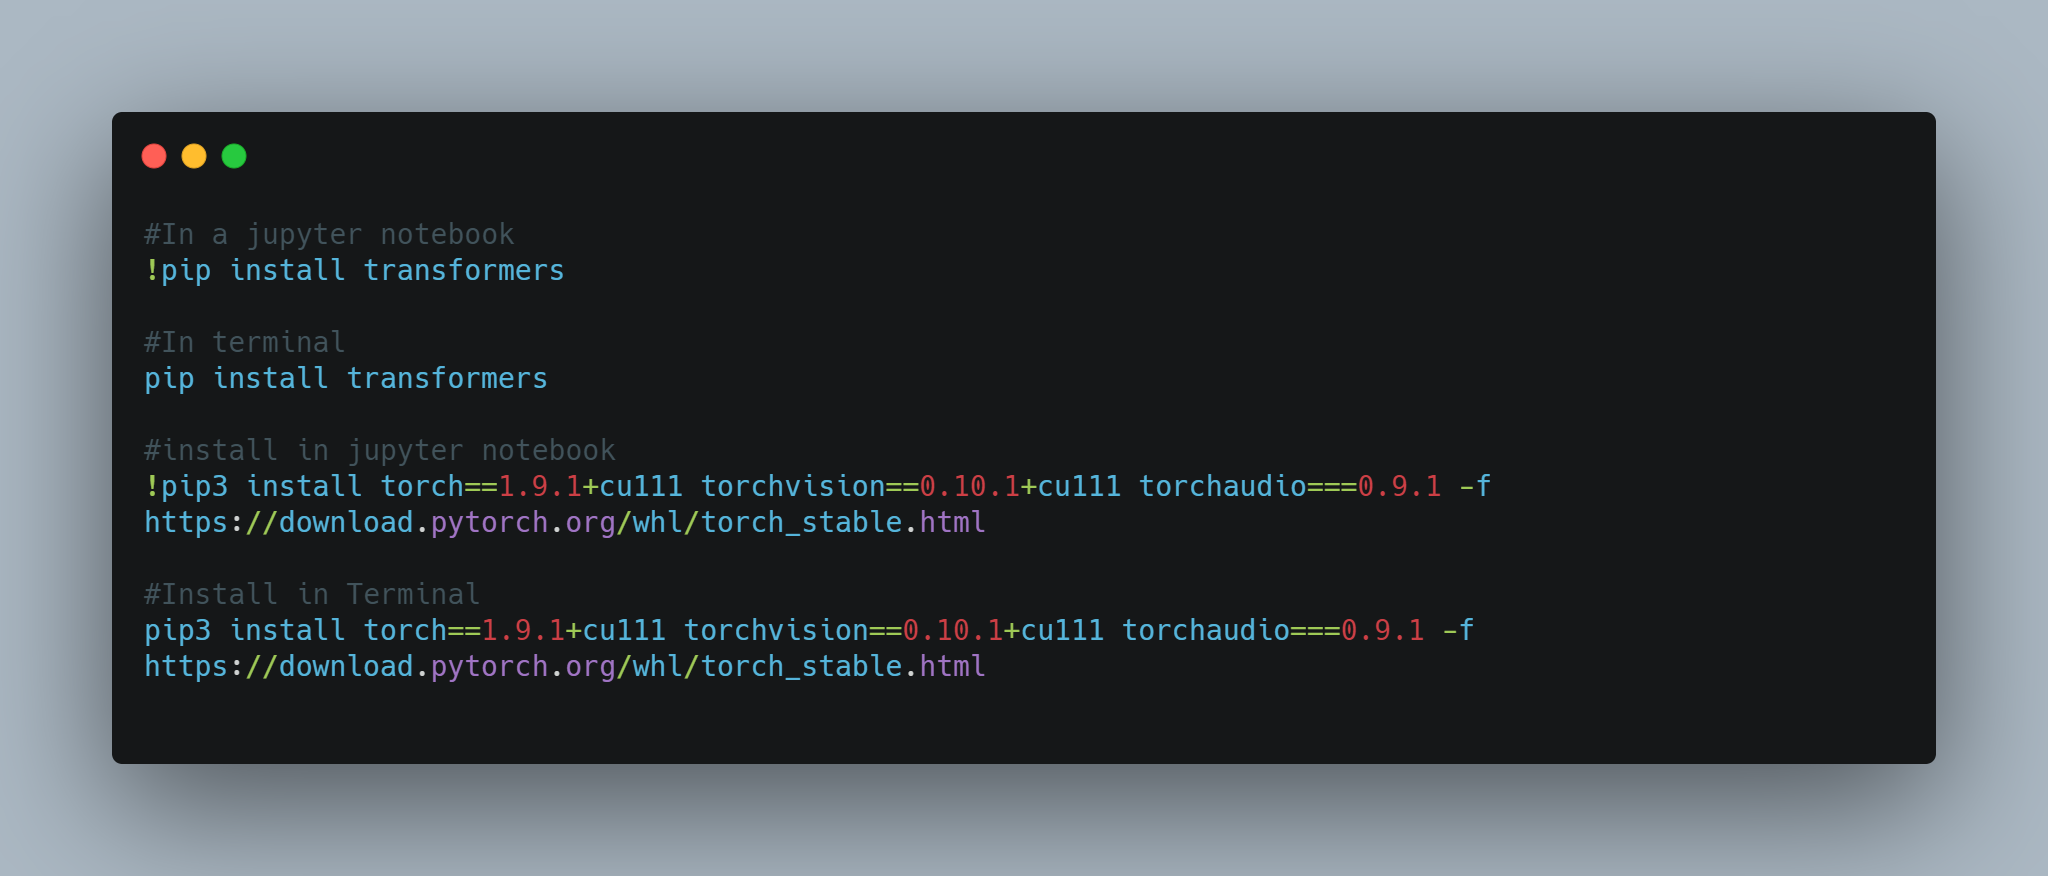 #In a jupyter notebook
!pip install transformers
#In terminal
pip install transformers
#install in jupyter notebook
!pip3 install torch==1.9.1+cu111 torchvision==0.10.1+cu111 torchaudio===0.9.1 -f
https://download.pytorch.org/whl/torch_stable.html
#Install in Terminal
pip3 install torch==1.9.1+cu111 torchvision==0.10.1+cu111 torchaudio===0.9.1 -f
https://download.pytorch.org/whl/torch_stable.html